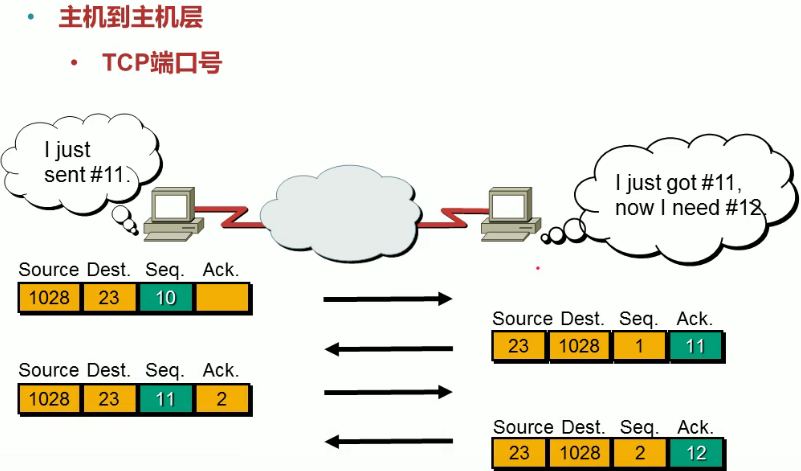 主机到主机层
TCP端口号
I just
sent #11.
I just got #11,
now I need #12.
Source Dest. Seq. Ack.
1028 23 10
Source Dest. Seq. Ack.
23 1028 1 11
Source Dest. Seq. Ack.
1028 23 11 2
Source Dest. Seq. Ack.
23 1028 2 12